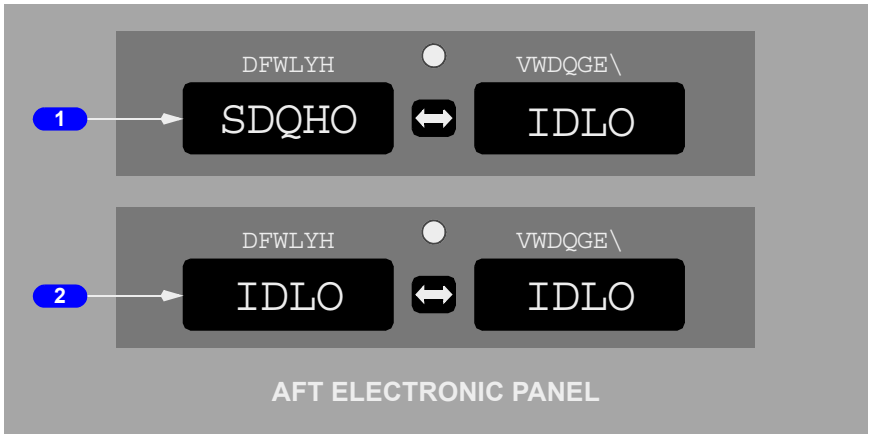 DFWLYH VWDQGE\
1 SDQHO IDLO
DFWLYH VWDQGE\
2 IDLO IDLO
AFT ELECTRONIC PANEL